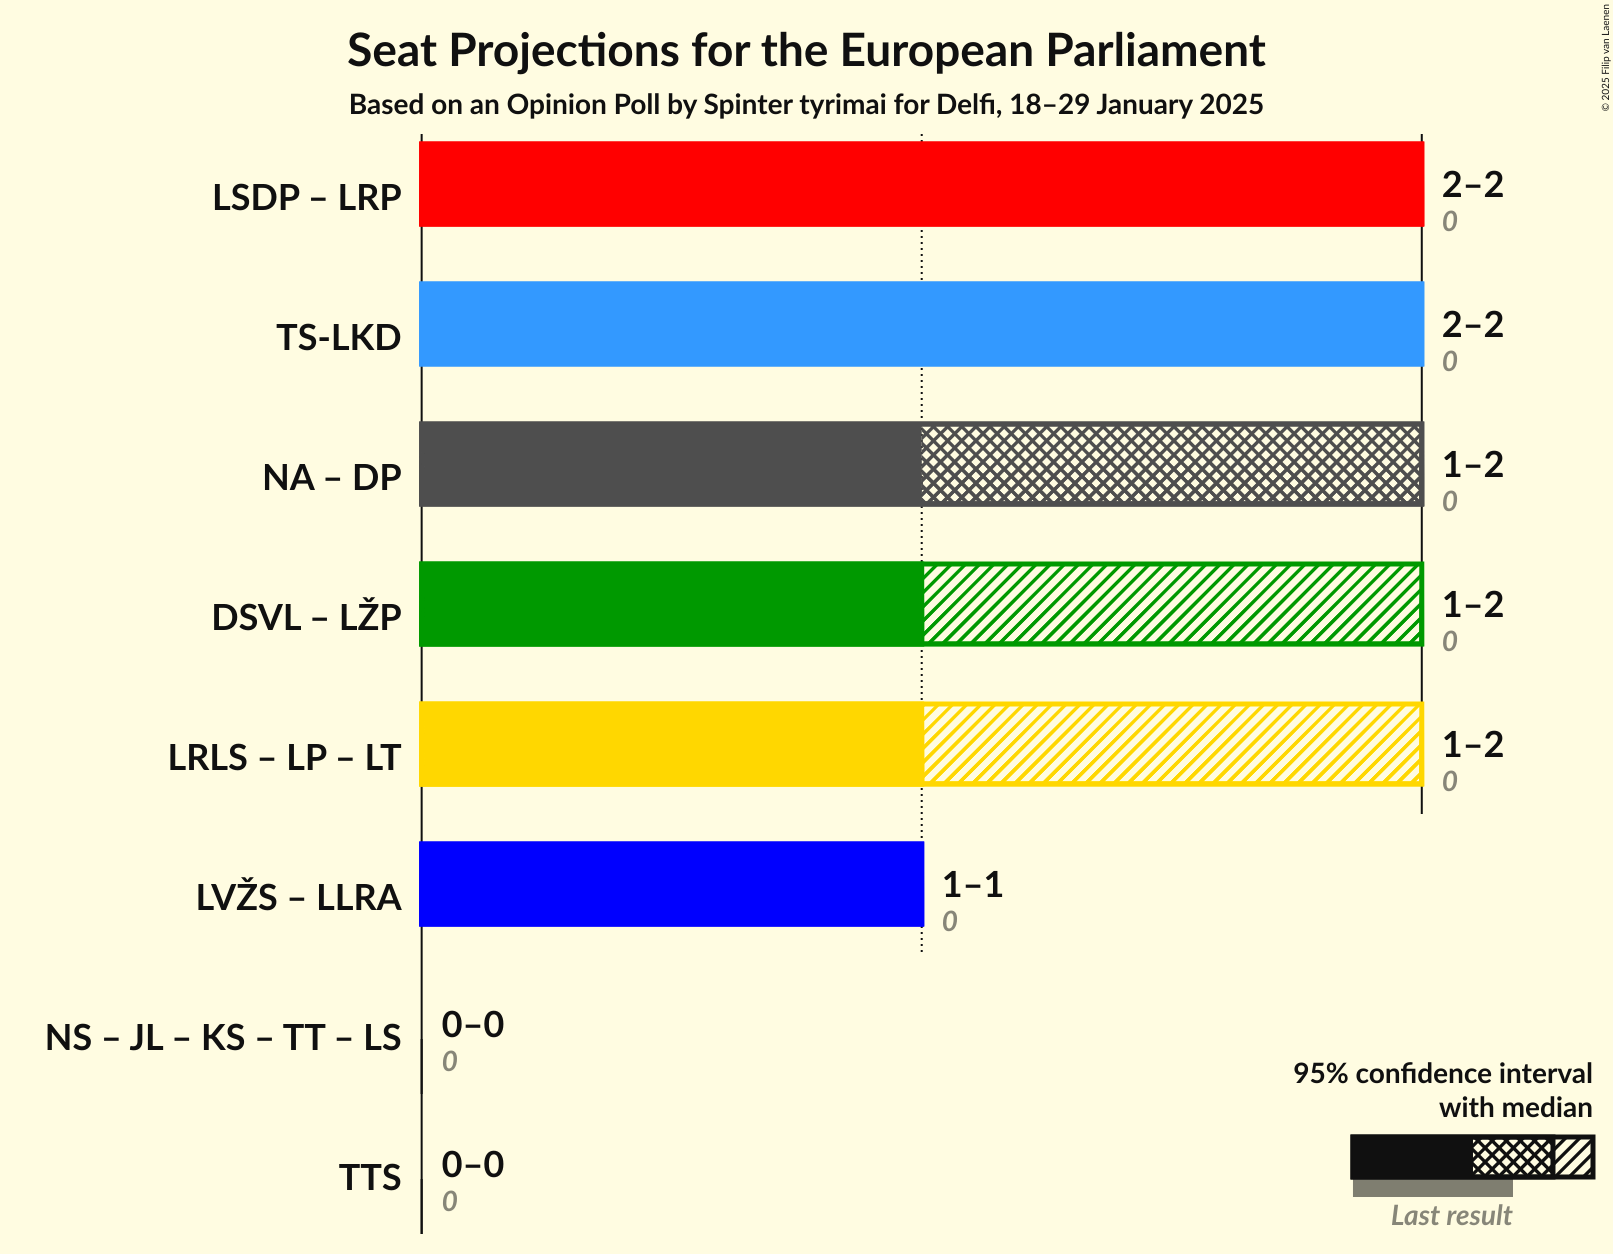 Seat Projections for the European Parliament
Based on an Opinion Poll by Spinter tyrimai for Delfi, 18–29 January 2025
© 2025 Filip van Laenen
LSDP – LRP
2–2
0
TS-LKD
2–2
0
NA – DP
1–2
0
DSVL – LŽP
1–2
0
LRLS – LP – LT
1–2
0
LVŽS – LLRA
1–1
0
NS – JL – KS – TT – LS
0–0
0
TTS
0–0
0
95% confidence interval
with median
Last result